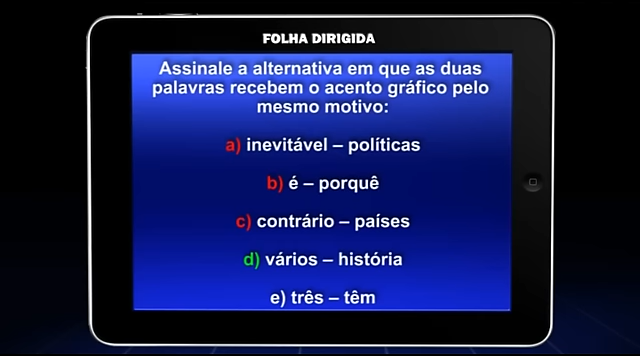 FOLHA DIRIGIDA
Assinale a alternativa em que as duas
palavras recebem o acento gráfico pelo
mesmo motivo:
a) inevitável – políticas
b) é – porquê
c) contrário – países
d) vários – história
e) três – têm